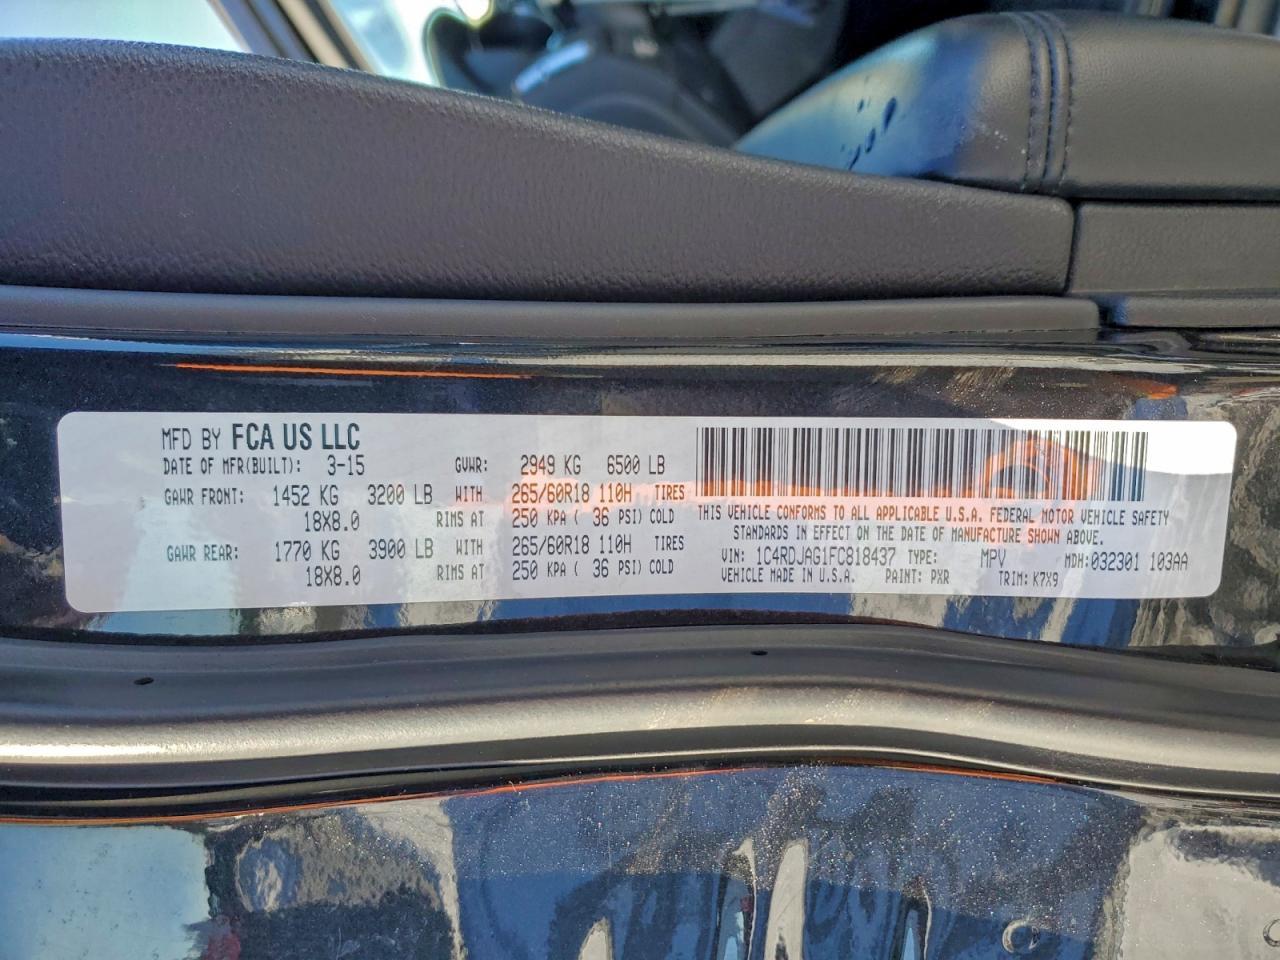 MFD BY FCA US LLC
DATE OF MFR(BUILT): 3-15 GVWR: 2949 KG 6500 LB
GAWR FRONT: 1452 KG 3200 LB WITH 265/60R18 110H TIRES
18X8.0 RIMS AT 250 KPA ( 36 PSI) COLD
GAWR REAR: 1770 KG 3900 LB WITH 265/60R18 110H TIRES
18X8.0 RIMS AT 250 KPA ( 36 PSI) COLD
THIS VEHICLE CONFORMS TO ALL APPLICABLE U.S.A. FEDERAL MOTOR VEHICLE SAFETY
STANDARDS IN EFFECT ON THE DATE OF MANUFACTURE SHOWN ABOVE.
VIN: 1C4RDJAG1FC818437 TYPE: MPV MDH:032301 103AA
VEHICLE MADE IN U.S.A. PAINT: PXR TRIM: K7X9